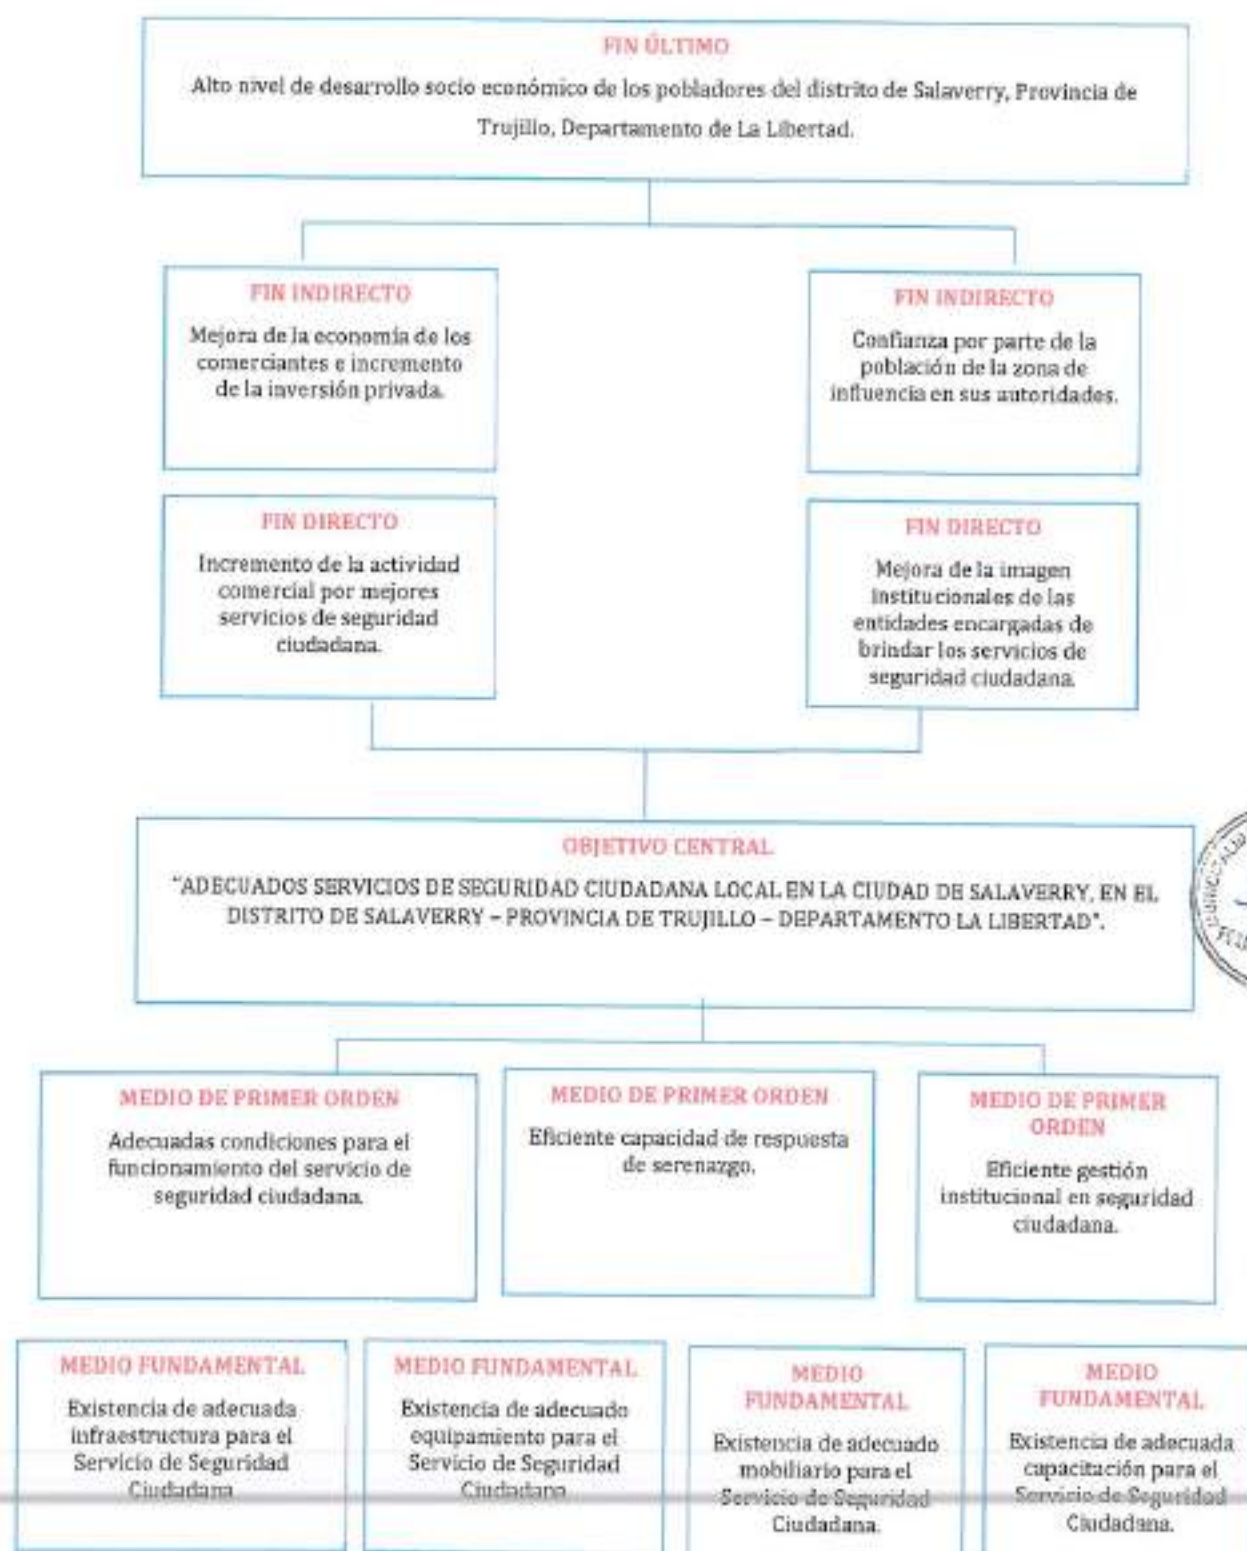 FIN ÚLTIMO
Alto nivel de desarrollo socio económico de los pobladores del distrito de Salaverry, Provincia de
Trujillo, Departamento de La Libertad.
FIN INDIRECTO
Mejora de la economía de los
comerciantes e incremento
de la inversión privada.
FIN INDIRECTO
Confianza por parte de la
población de la zona de
influencia en sus autoridades.
FIN DIRECTO
Incremento de la actividad
comercial por mejores
servicios de seguridad
ciudadana.
FIN DIRECTO
Mejora de la imagen
institucionales de las
entidades encargadas de
brindar los servicios de
seguridad ciudadana.
OBJETIVO CENTRAL
"ADECUADOS SERVICIOS DE SEGURIDAD CIUDADANA LOCAL EN LA CIUDAD DE SALAVERRY, EN EL
DISTRITO DE SALAVERRY – PROVINCIA DE TRUJILLO – DEPARTAMENTO LA LIBERTAD".
MEDIO DE PRIMER ORDEN
Adecuadas condiciones para el
funcionamiento del servicio de
seguridad ciudadana.
MEDIO DE PRIMER ORDEN
Eficiente capacidad de respuesta
de serenazgo.
MEDIO DE PRIMER
ORDEN
Eficiente gestión
institucional en seguridad
ciudadana.
MEDIO FUNDAMENTAL
Existencia de adecuada
infraestructura para el
Servicio de Seguridad
Ciudadana
MEDIO FUNDAMENTAL
Existencia de adecuado
equipamiento para el
Servicio de Seguridad
Ciudadana
MEDIO
FUNDAMENTAL
Existencia de adecuado
mobiliario para el
Servicio de Seguridad
Ciudadana.
MEDIO
FUNDAMENTAL
Existencia de adecuada
capacitación para el
Servicio de Seguridad
Ciudadana.